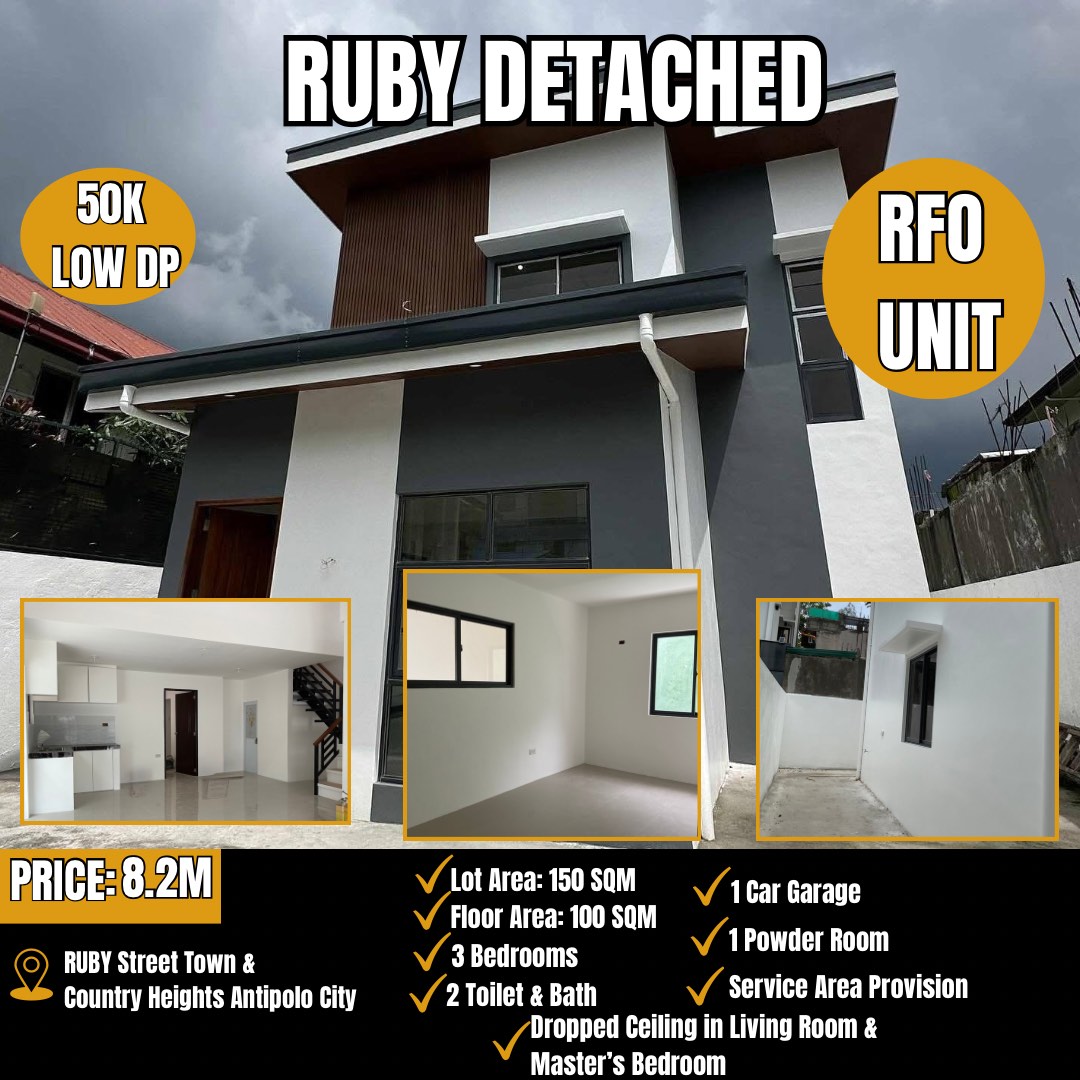 RUBY DETACHED
50K
LOW DP
RFO
UNIT
PRICE: 8.2M
RUBY Street Town &
Country Heights Antipolo City
Lot Area: 150 SQM
Floor Area: 100 SQM
3 Bedrooms
2 Toilet & Bath
1 Car Garage
1 Powder Room
Service Area Provision
Dropped Ceiling in Living Room &
Master's Bedroom